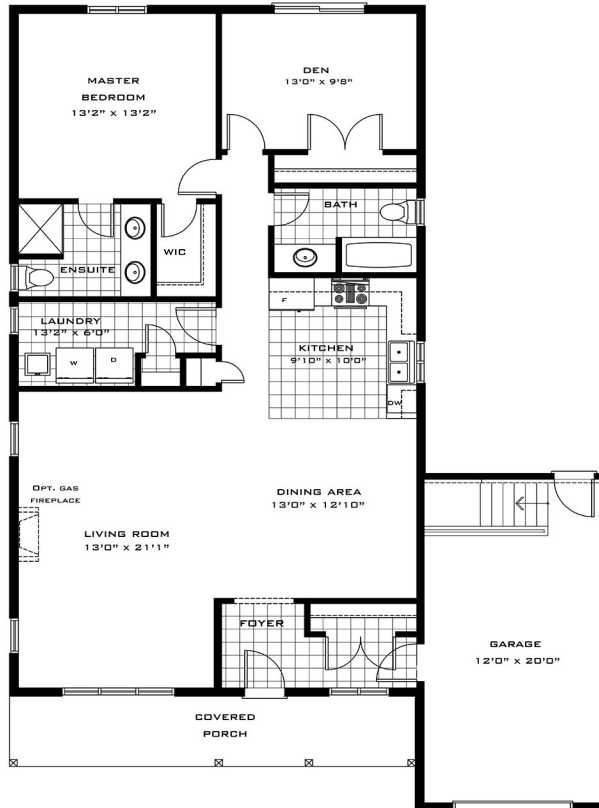 MASTER
BEDROOM
13'2" x 13'2"
DEN
13'0" x 9'8"
BATH
WIC
ENSUITE
LAUNDRY
13'2" x 6'0"
W
D
F
KITCHEN
9'10" x 10'0"
DW
OPT. GAS
FIREPLACE
DINING AREA
13'0" x 12'10"
LIVING ROOM
13'0" x 21'1"
FOYER
GARAGE
12'0" x 20'0"
COVERED
PORCH